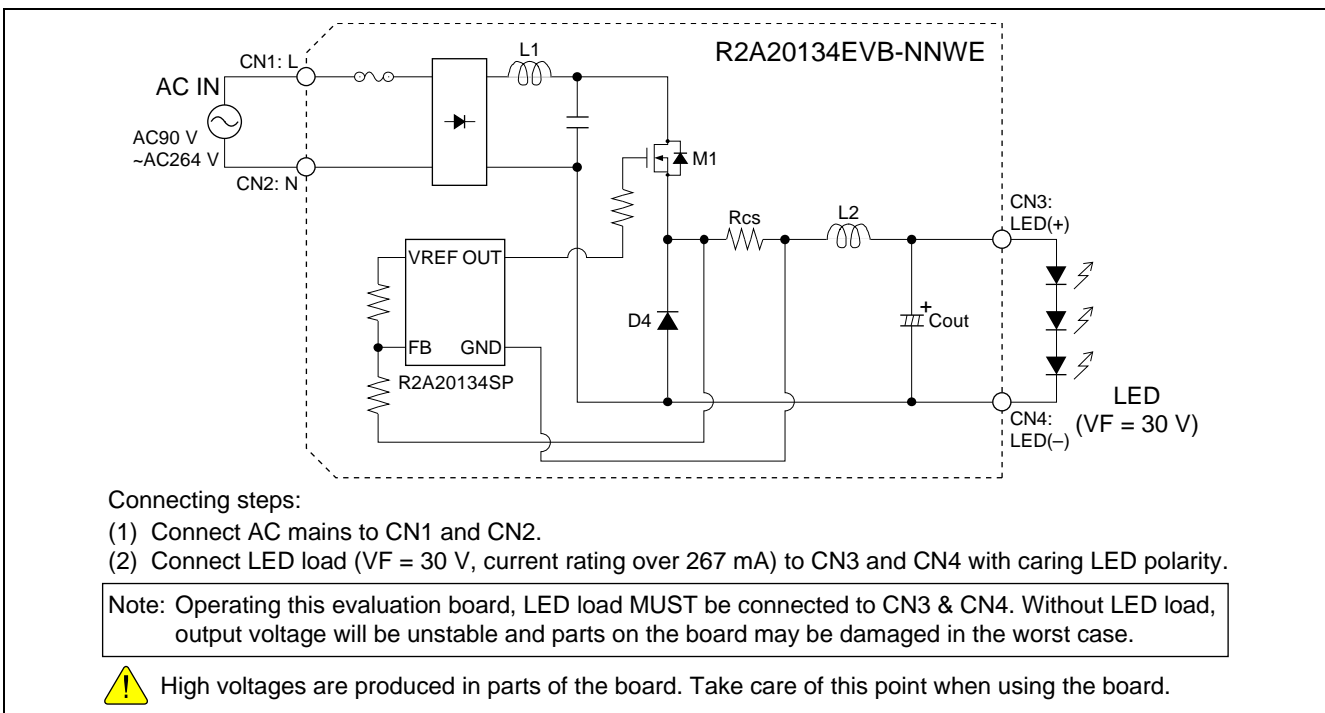 R2A20134EVB-NNWE
CN1: L
L1
AC IN
AC90 V
~AC264 V
CN2: N
M1
Rcs
L2
CN3:
LED(+)
VREF OUT
D4
+
Cout
FB GND
R2A20134SP
LED
(VF = 30 V)
CN4:
LED(–)
Connecting steps:
(1) Connect AC mains to CN1 and CN2.
(2) Connect LED load (VF = 30 V, current rating over 267 mA) to CN3 and CN4 with caring LED polarity.
Note: Operating this evaluation board, LED load MUST be connected to CN3 & CN4. Without LED load,
output voltage will be unstable and parts on the board may be damaged in the worst case.
! High voltages are produced in parts of the board. Take care of this point when using the board.